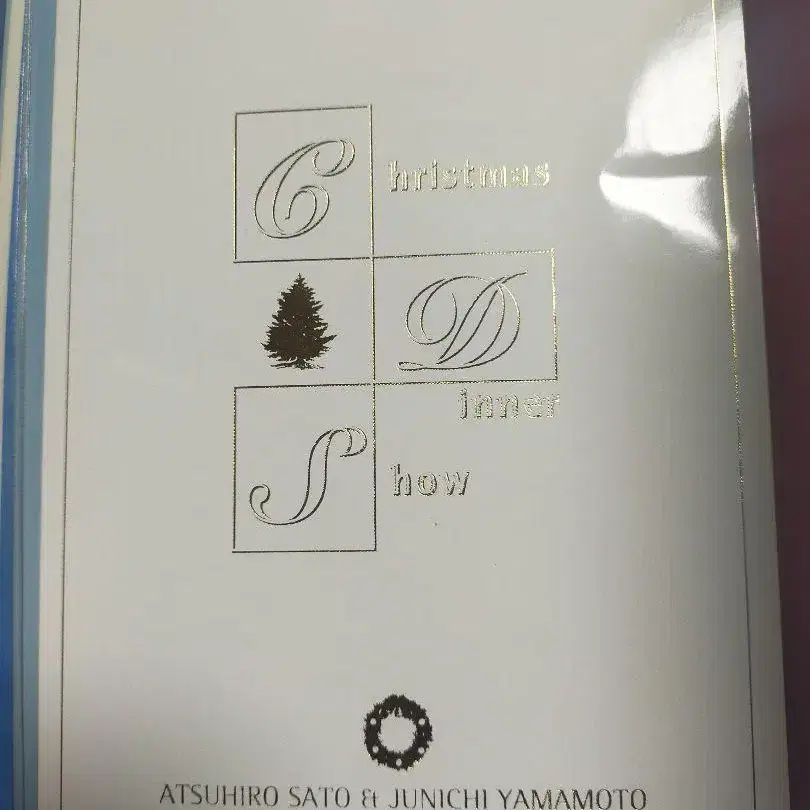 Christmas
Dinner
Show
ATSUHIRO SATO & JUNICHI YAMAMOTO